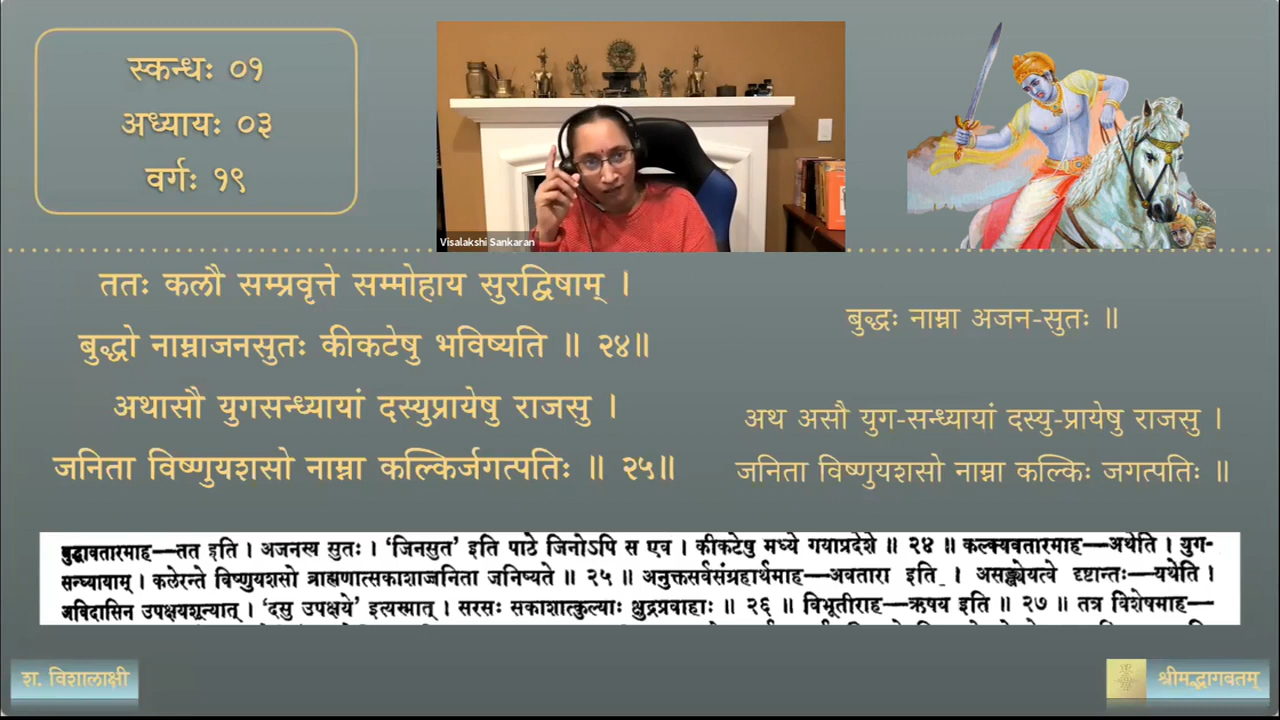 स्कन्धः ०१
अध्यायः ०३
वर्गः १९
Visalakshi Sankaran
ततः कलौ सम्प्रवृत्ते सम्मोहाय सुरद्विषाम् ।
बुद्धो नाम्नाजनसुतः कीकटेषु भविष्यति ॥ २४॥
अथासौ युगसन्ध्यायां दस्युप्रायेषु राजसु ।
जनिता विष्णुयशसो नाम्ना कल्किर्जगत्पतिः ॥ २५॥
बुद्धः नाम्ना अजन-सुतः ॥
अथ असौ युग-सन्ध्यायां दस्यु-प्रायेषु राजसु ।
जनिता विष्णुयशसो नाम्ना कल्किः जगत्पतिः ॥
बुद्धावतारमाह—तत इति । अजनस्य सुतः । ‘जिनसुत’ इति पाठे जिनोऽपि स एव । कीकटेषु मध्ये गयाप्रदेशे ॥ २४ ॥ कल्क्यवतारमाह—अथेति । युग-
सन्ध्यायाम् । कलेरन्ते विष्णुयशसो ब्राह्मणात्सकाशाज्जनिता जनिष्यते ॥ २५ ॥ अनुक्तसर्वसंग्रहार्थमाह—अवतारा इति । असङ्ख्येयत्वे दृष्टान्तः—यथेति ।
अविदासिन उपक्षयशून्यात् । ‘दसु उपक्षये’ इत्यस्मात् । सरसः सकाशात्कुल्याः क्षुद्रप्रवाहाः ॥ २६ ॥ विभूतीराह—ऋषय इति ॥ २७ ॥ तत्र विशेषमाह—
श. विशालाक्षी
श्रीमद्भागवतम्